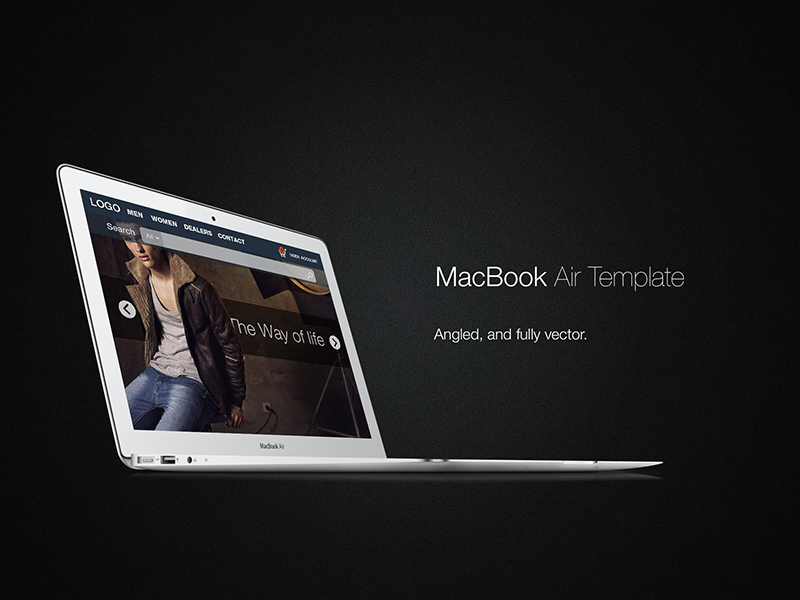 LOGO MEN WOMEN DEALERS CONTACT
Search All
USER ACCOUNT
The Way of life
MacBook Air
MacBook Air Template
Angled, and fully vector.